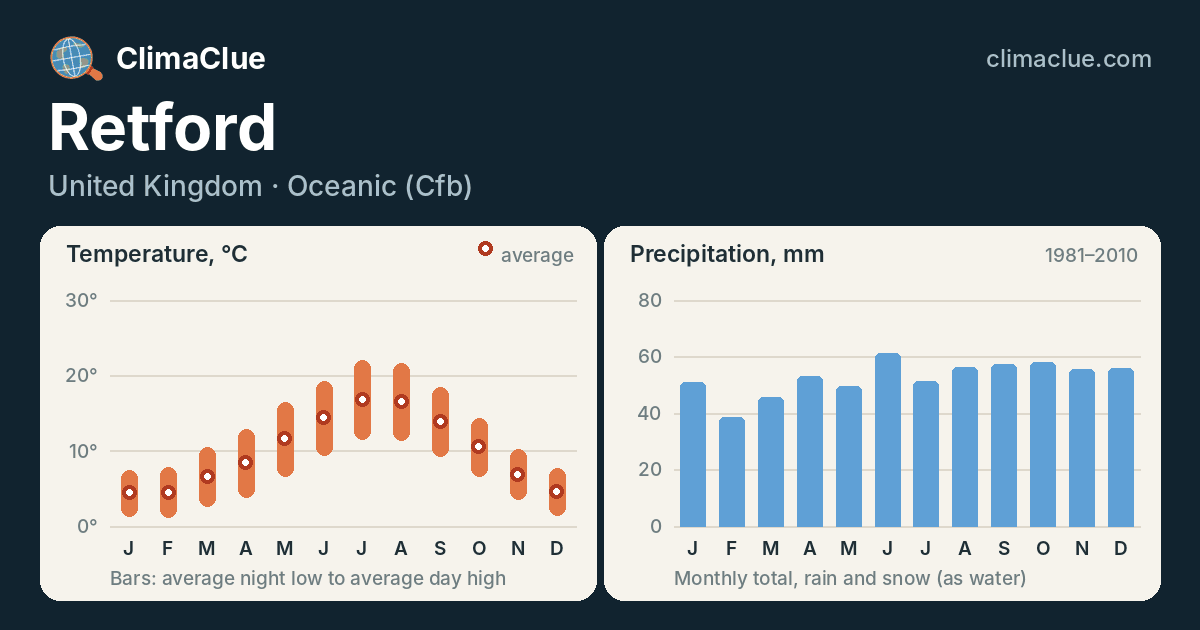 ClimaClue
climaclue.com
Retford
United Kingdom · Oceanic (Cfb)
Temperature, °C
average
30°
20°
10°
0°
J F M A M J J A S O N D
Bars: average night low to average day high
Precipitation, mm
1981–2010
80
60
40
20
0
J F M A M J J A S O N D
Monthly total, rain and snow (as water)